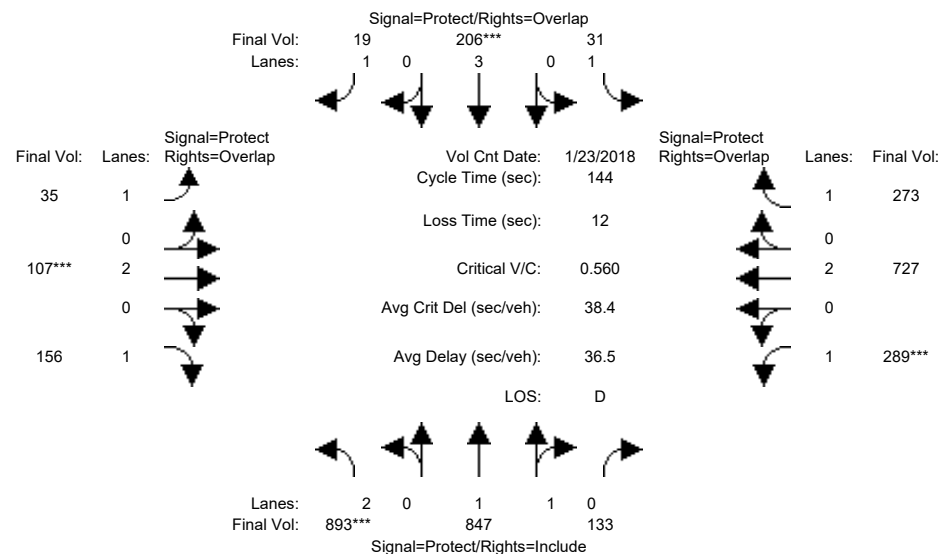 Signal=Protect/Rights=Overlap
Final Vol: 19 206*** 31
Lanes: 1 0 3 0 1
Signal=Protect Signal=Protect
Final Vol: Lanes: Rights=Overlap Vol Cnt Date: 1/23/2018 Rights=Overlap Lanes: Final Vol:
Cycle Time (sec): 144
35 1 1 273
Loss Time (sec): 12
0 0
107*** 2 Critical V/C: 0.560 2 727
0 Avg Crit Del (sec/veh): 38.4 0
156 1 Avg Delay (sec/veh): 36.5 1 289***
LOS: D
Lanes: 2 0 1 1 0
Final Vol: 893*** 847 133
Signal=Protect/Rights=Include